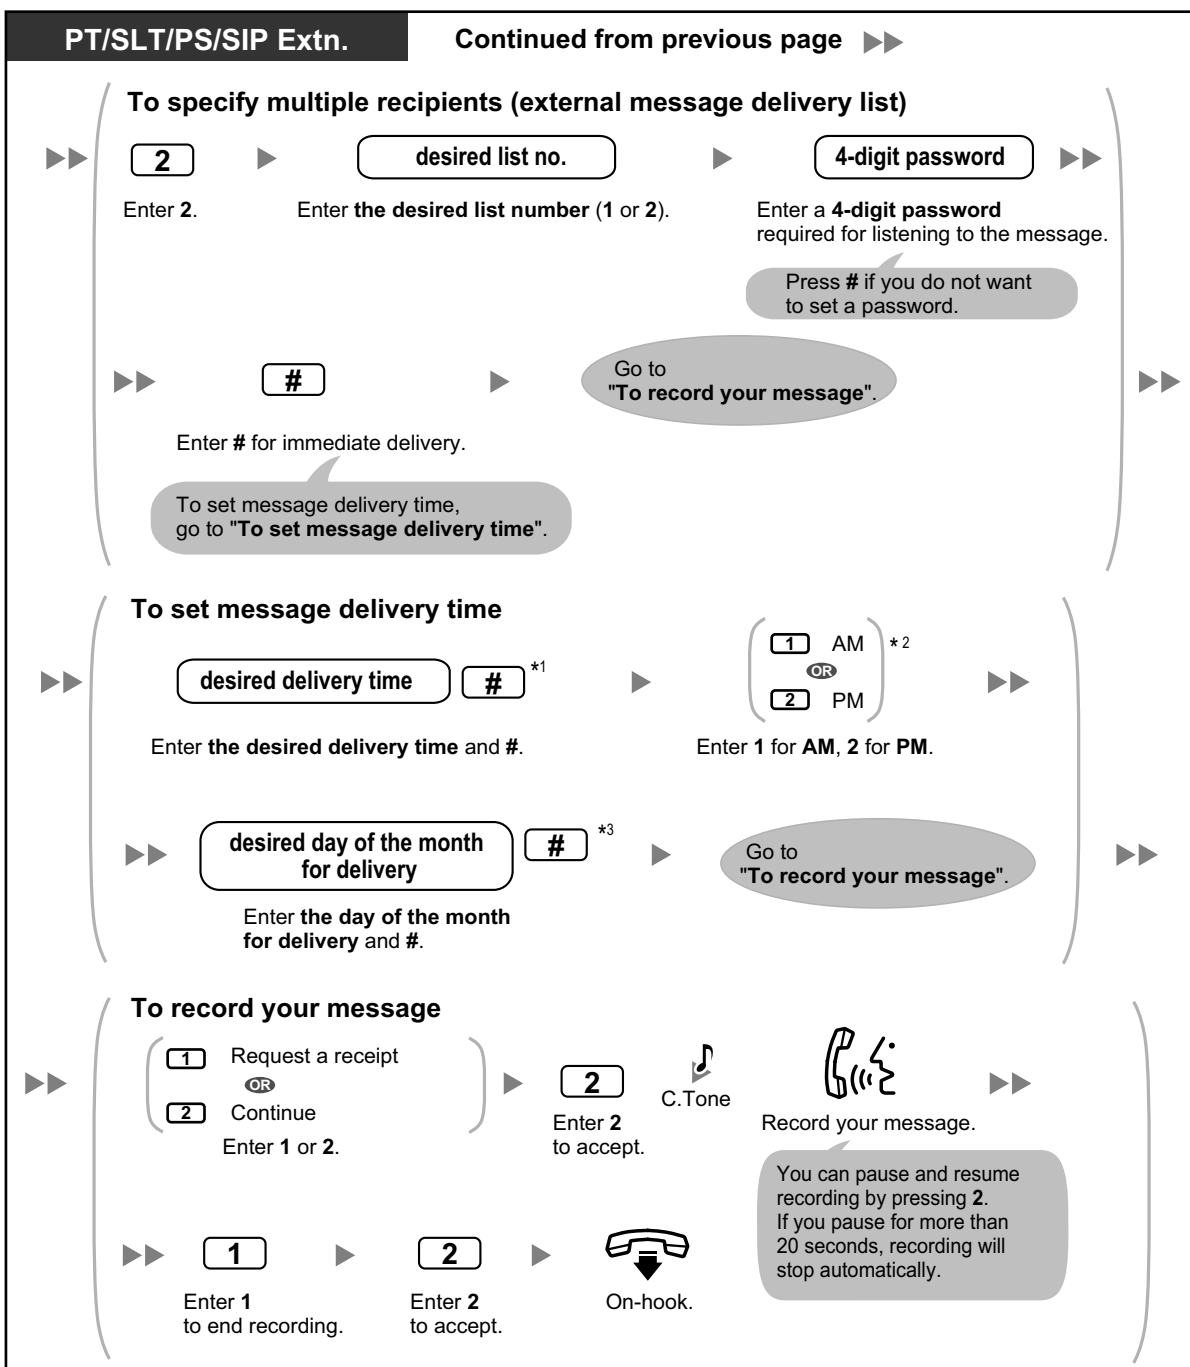 PT/SLT/PS/SIP Extn.
Continued from previous page
To specify multiple recipients (external message delivery list)
2
desired list no.
4-digit password
Enter 2.
Enter the desired list number (1 or 2).
Enter a 4-digit password
required for listening to the message.
Press # if you do not want
to set a password.
#
Go to
"To record your message".
Enter # for immediate delivery.
To set message delivery time,
go to "To set message delivery time".
To set message delivery time
desired delivery time
#
*1
1 AM
OR
2 PM
*2
Enter the desired delivery time and #.
Enter 1 for AM, 2 for PM.
desired day of the month
for delivery
#
*3
Go to
"To record your message".
Enter the day of the month
for delivery and #.
To record your message
1 Request a receipt
OR
2 Continue
Enter 1 or 2.
2
Enter 2
to accept.
C.Tone
Record your message.
You can pause and resume
recording by pressing 2.
If you pause for more than
20 seconds, recording will
stop automatically.
1
2
Enter 1
to end recording.
Enter 2
to accept.
On-hook.